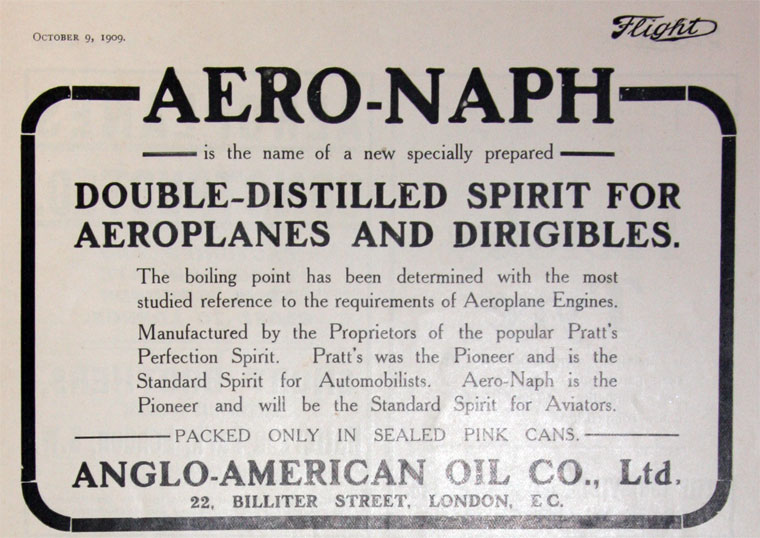 OCTOBER 9, 1909.
Flight
AERO-NAPH
is the name of a new specially prepared
DOUBLE-DISTILLED SPIRIT FOR
AEROPLANES AND DIRIGIBLES.
The boiling point has been determined with the most
studied reference to the requirements of Aeroplane Engines.
Manufactured by the Proprietors of the popular Pratt's
Perfection Spirit. Pratt's was the Pioneer and is the
Standard Spirit for Automobilists. Aero-Naph is the
Pioneer and will be the Standard Spirit for Aviators.
PACKED ONLY IN SEALED PINK CANS.
ANGLO-AMERICAN OIL CO., Ltd.
22, BILLITER STREET, LONDON, E C.